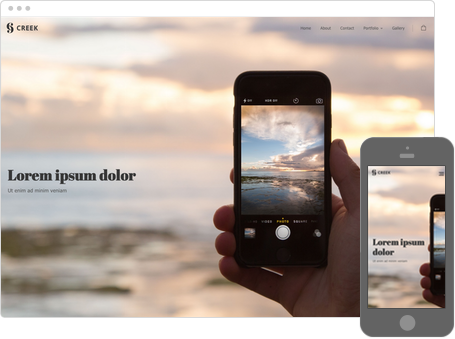 CREEK
Home About Contact Portfolio Gallery
Lorem ipsum dolor
Ut enim ad minim veniam
VIDEO PHOTO SQUARE
CREEK
Lorem ipsum
dolor